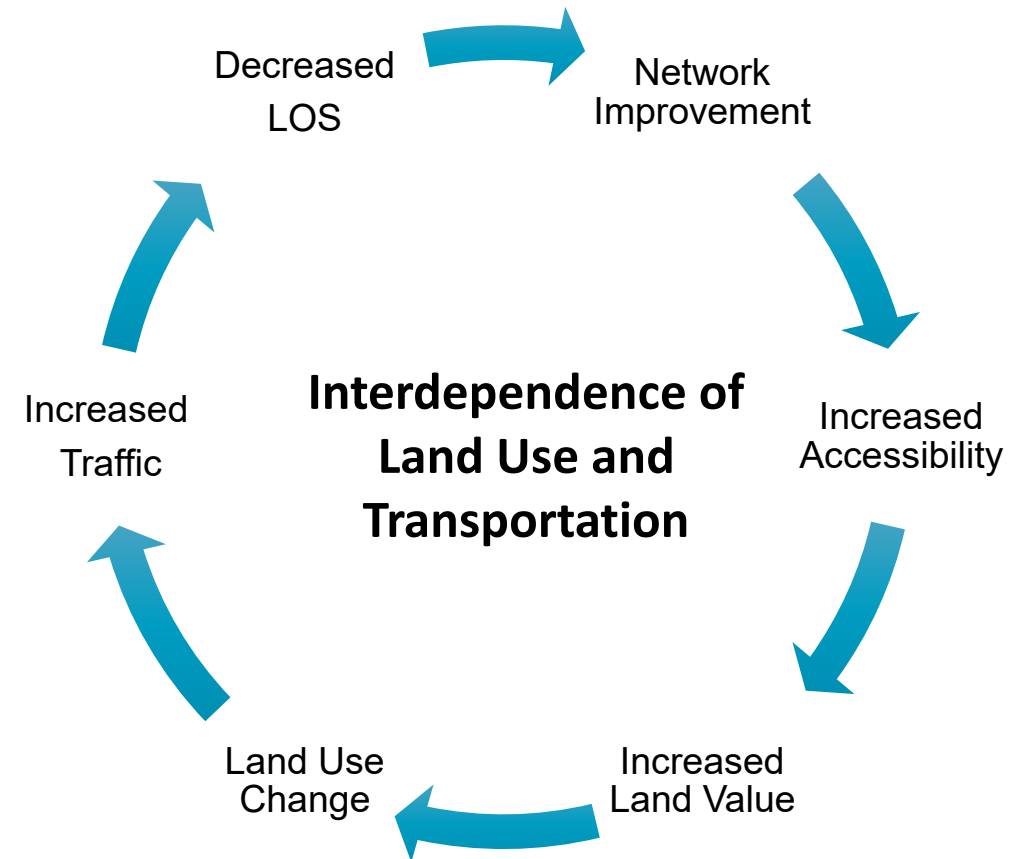 Decreased
LOS
Network
Improvement
Increased
Accessibility
Increased
Land Value
Land Use
Change
Increased
Traffic
Interdependence of
Land Use and
Transportation